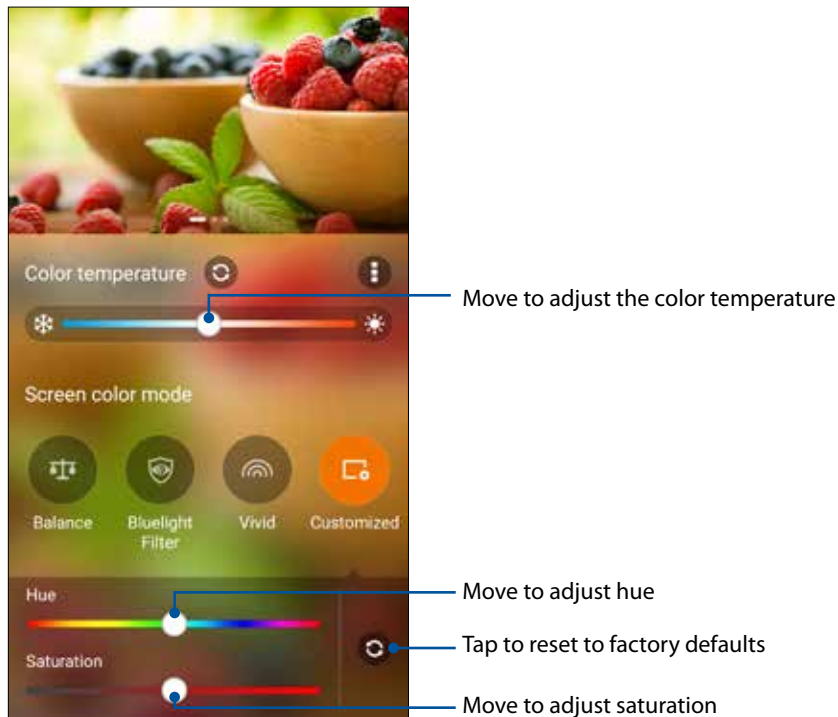 Color temperature
Move to adjust the color temperature
Screen color mode
Balance
Bluelight
Filter
Vivid
Customized
Hue
Move to adjust hue
Tap to reset to factory defaults
Saturation
Move to adjust saturation